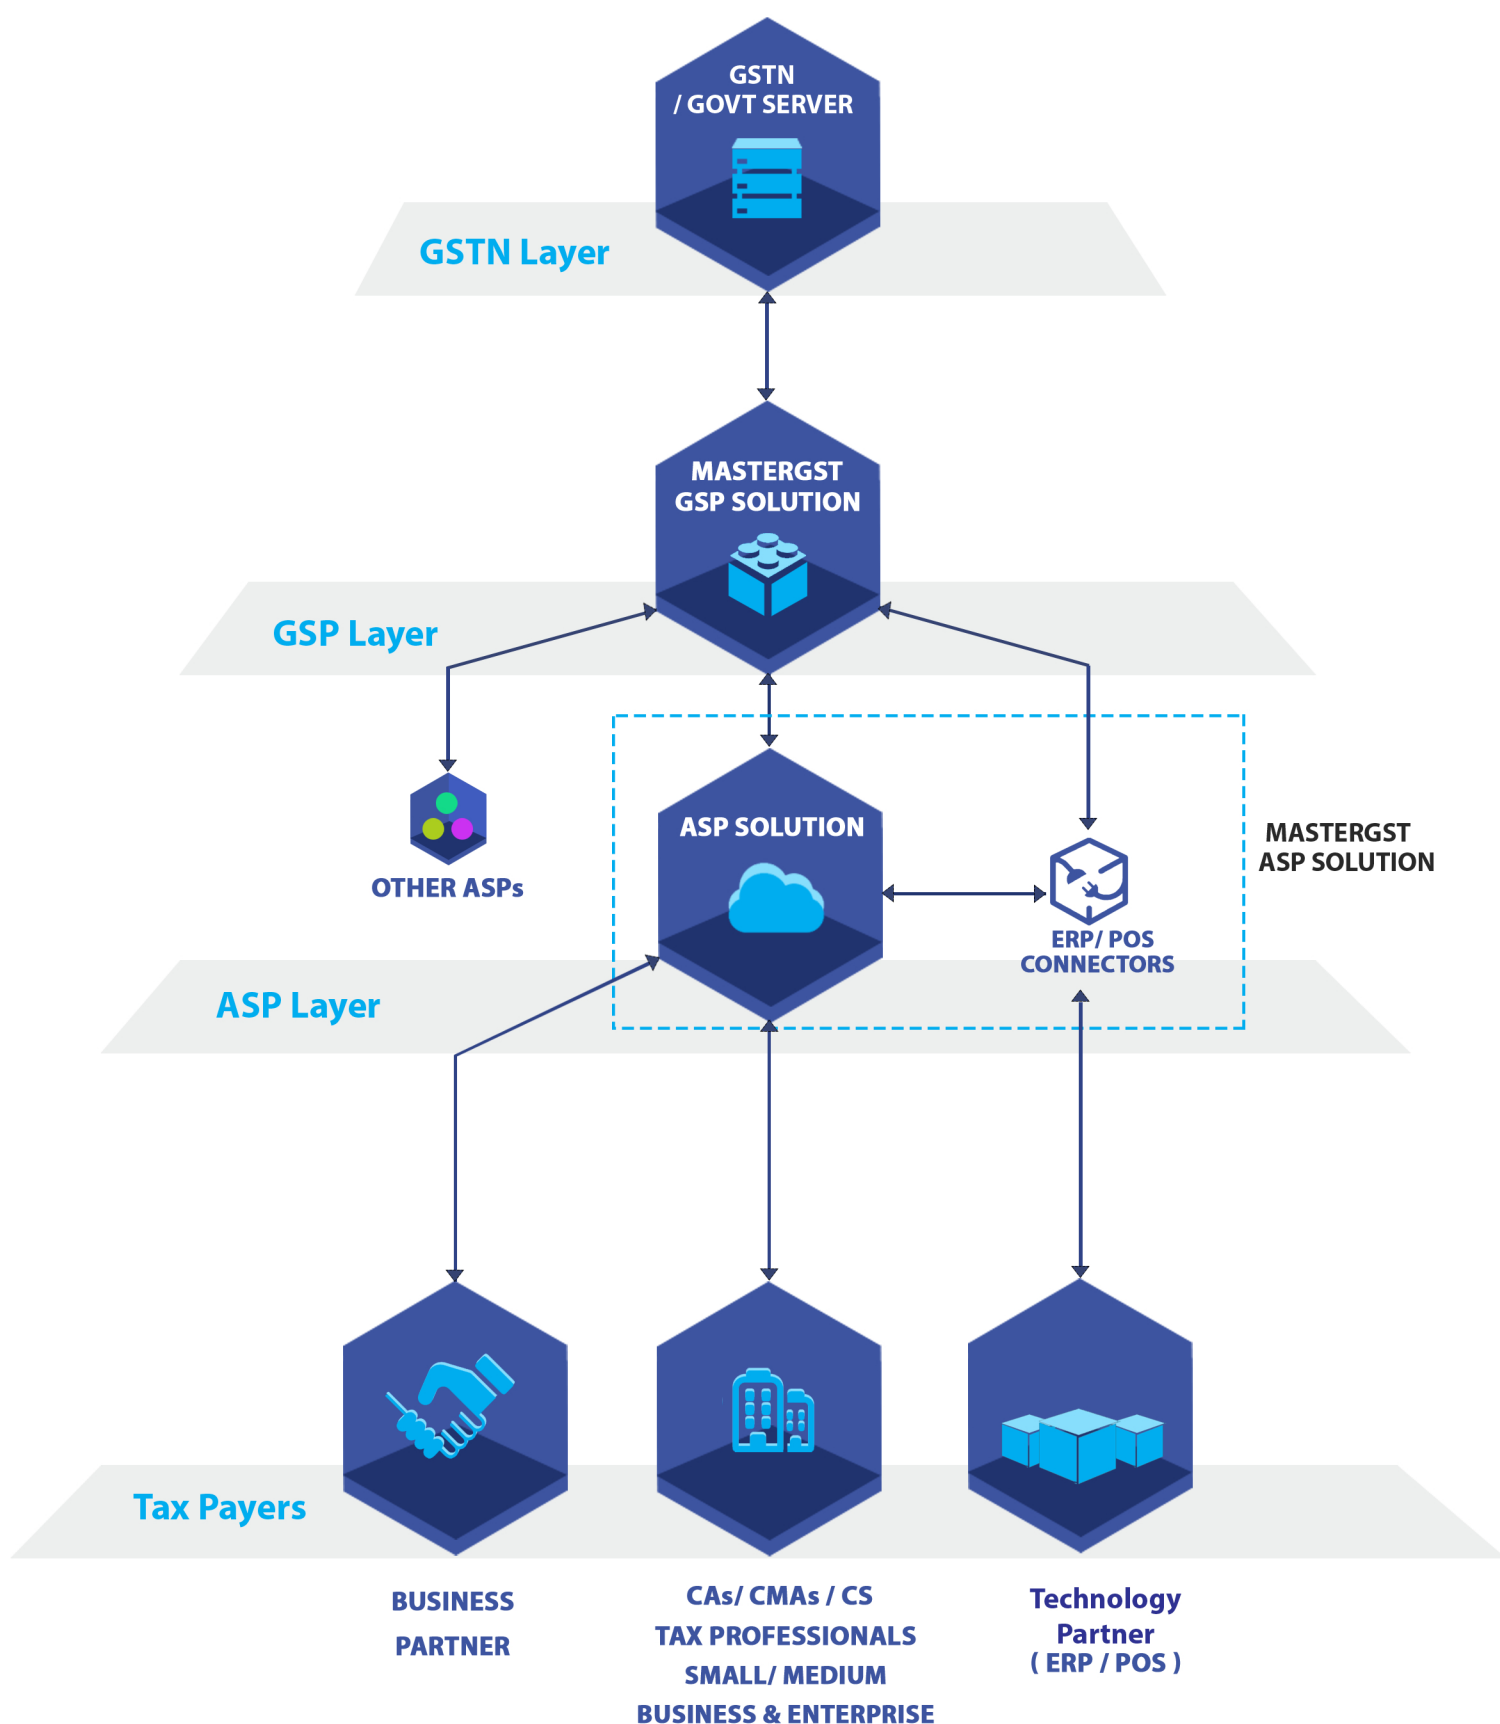 GSTN
/ GOVT SERVER
GSTN Layer
MASTERGST
GSP SOLUTION
GSP Layer
ASP SOLUTION
MASTERGST
ASP SOLUTION
OTHER ASPs
ERP/ POS
CONNECTORS
ASP Layer
Tax Payers
BUSINESS
PARTNER
CAs/ CMAs / CS
TAX PROFESSIONALS
SMALL/ MEDIUM
BUSINESS & ENTERPRISE
Technology
Partner
( ERP / POS )